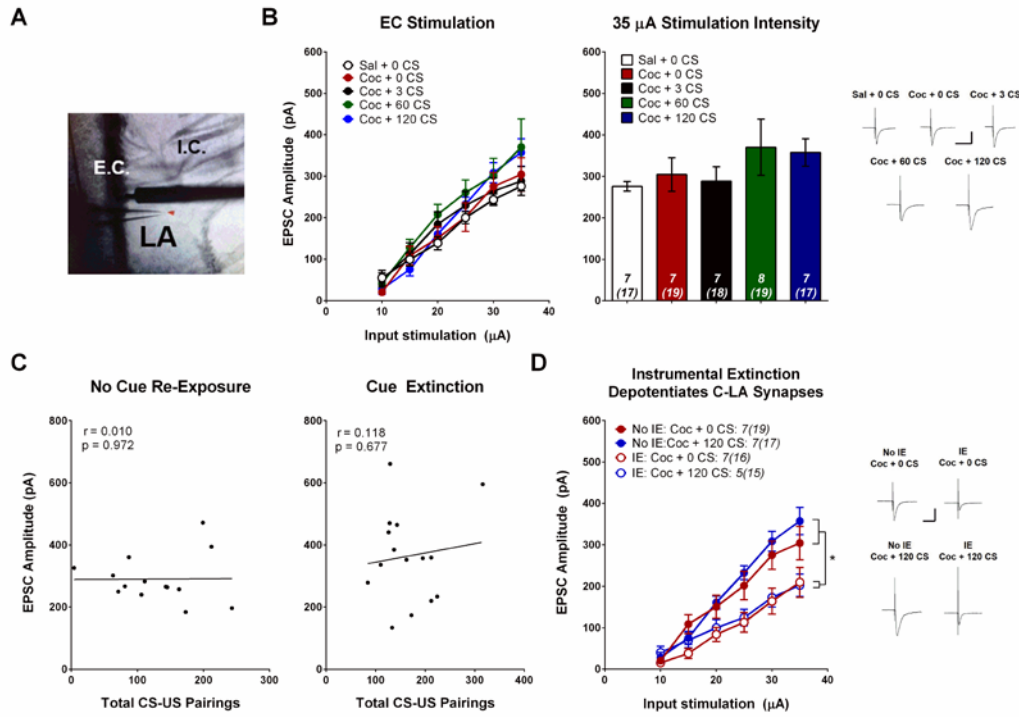 A
E.C.
I.C.
LA
B
EC Stimulation
Sal + 0 CS
Coc + 0 CS
Coc + 3 CS
Coc + 60 CS
Coc + 120 CS
EPSC Amplitude (pA)
600
500
400
300
200
100
0
0 10 20 30 40
Input stimulation (μA)
35 μA Stimulation Intensity
Sal + 0 CS
Coc + 0 CS
Coc + 3 CS
Coc + 60 CS
Coc + 120 CS
600
500
400
300
200
100
0
7 7 7 8 7
(17) (19) (18) (19) (17)
Sal + 0 CS Coc + 0 CS Coc + 3 CS
Coc + 60 CS Coc + 120 CS
C
No Cue Re-Exposure
r = 0.010
p = 0.972
EPSC Amplitude (pA)
800
600
400
200
0
0 100 200 300
Total CS-US Pairings
Cue Extinction
r = 0.118
p = 0.677
800
600
400
200
0
0 100 200 300 400
Total CS-US Pairings
D
Instrumental Extinction
Depotentiates C-LA Synapses
No IE: Coc + 0 CS: 7(19)
No IE:Coc + 120 CS: 7(17)
IE: Coc + 0 CS: 7(16)
IE: Coc + 120 CS: 5(15)
EPSC Amplitude (pA)
600
500
400
300
200
100
0
0 10 20 30 40
*
Input stimulation (μA)
No IE IE
Coc + 0 CS Coc + 0 CS
No IE IE
Coc + 120 CS Coc + 120 CS